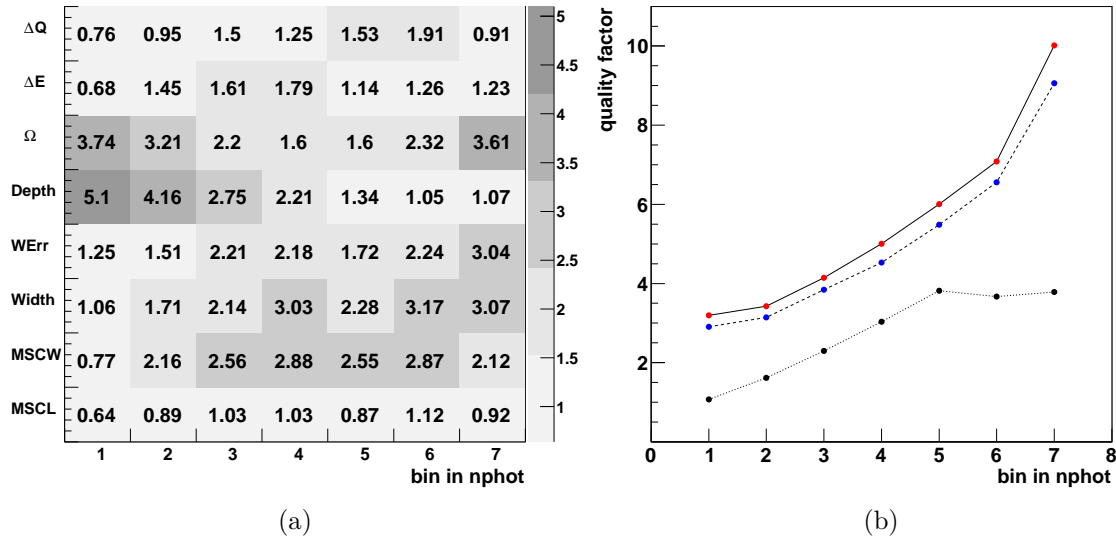 ΔQ 0.76 0.95 1.5 1.25 1.53 1.91 0.91
ΔE 0.68 1.45 1.61 1.79 1.14 1.26 1.23
Ω 3.74 3.21 2.2 1.6 1.6 2.32 3.61
Depth 5.1 4.16 2.75 2.21 1.34 1.05 1.07
WErr 1.25 1.51 2.21 2.18 1.72 2.24 3.04
Width 1.06 1.71 2.14 3.03 2.28 3.17 3.07
MSCW 0.77 2.16 2.56 2.88 2.55 2.87 2.12
MSCL 0.64 0.89 1.03 1.03 0.87 1.12 0.92
1 2 3 4 5 6 7
bin in nphot
5
4.5
4
3.5
3
2.5
2
1.5
1
(a)
quality factor
10
8
6
4
2
0 1 2 3 4 5 6 7 8
bin in nphot
(b)